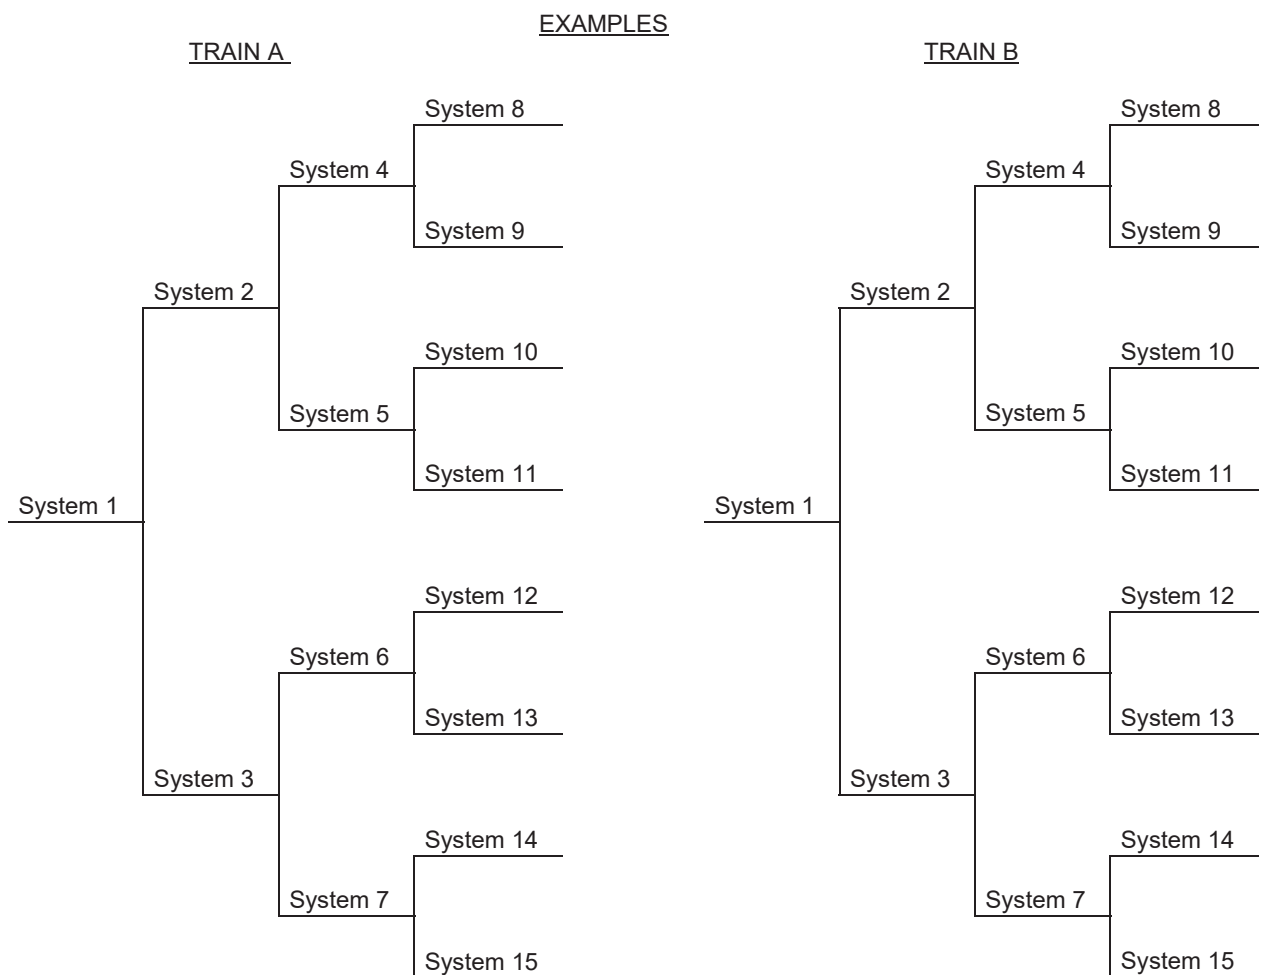 EXAMPLES
TRAIN A TRAIN B
System 8 System 8
System 4 System 4
System 9 System 9
System 2 System 2
System 10 System 10
System 5 System 5
System 11 System 11
System 1 System 1
System 12 System 12
System 6 System 6
System 13 System 13
System 3 System 3
System 14 System 14
System 7 System 7
System 15 System 15